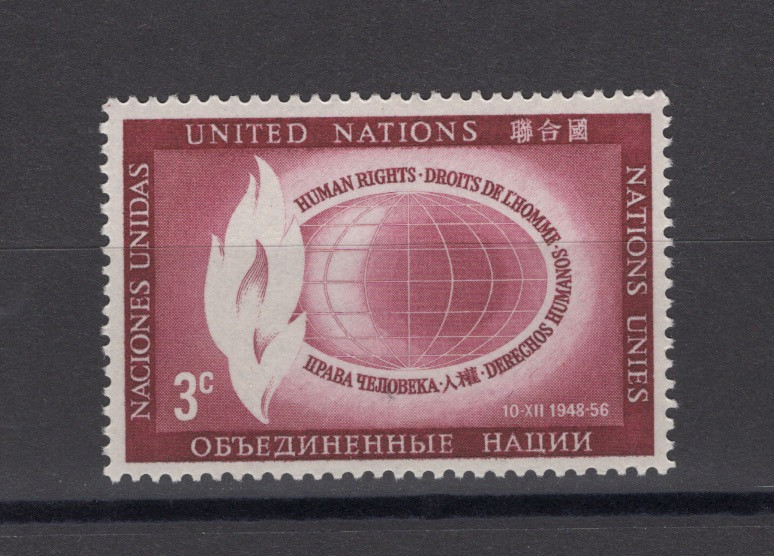 UNITED NATIONS 聯合國
NACIONES UNIDAS
NATIONS UNIES
HUMAN RIGHTS · DROITS DE L'HOMME · DERECHOS HUMANOS · 人權 · ПРАВА ЧЕЛОВЕКА
3c
10-XII 1948-56
ОБЪЕДИНЕННЫЕ НАЦИИ